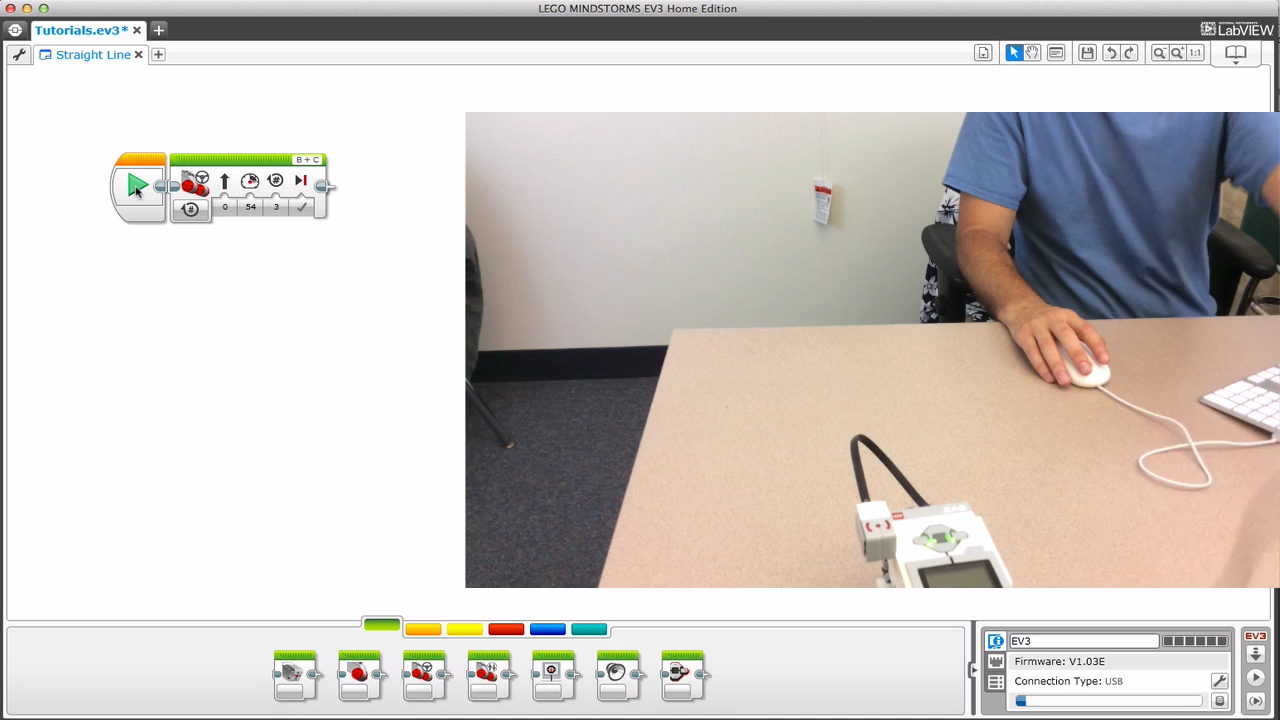 LEGO MINDSTORMS EV3 Home Edition
Tutorials.ev3*
LabVIEW
Straight Line
1:1
B + C
#
# 0 54 3
EV3
EV3
Firmware: V1.03E
Connection Type: USB